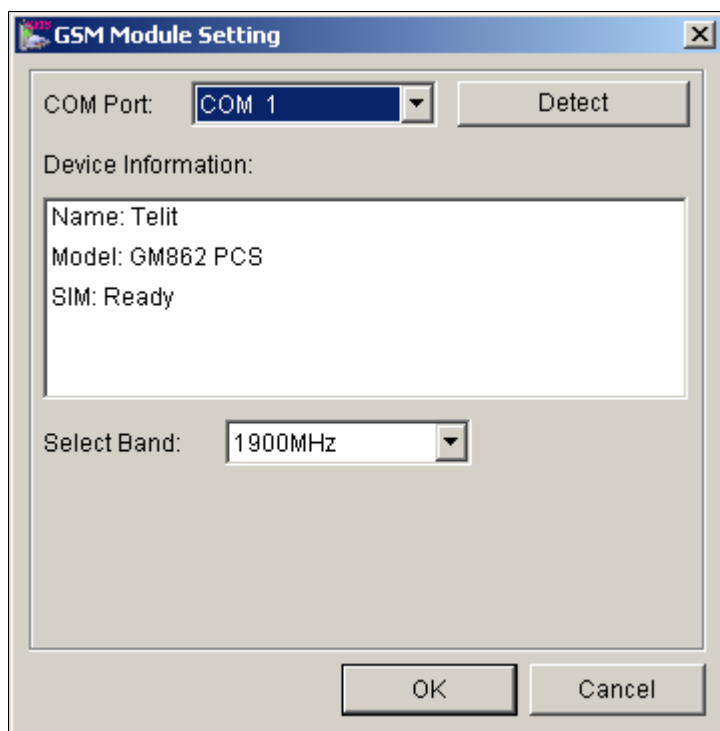 GSM Module Setting
COM Port: COM 1 Detect
Device Information:
Name: Telit
Model: GM862 PCS
SIM: Ready
Select Band: 1900MHz
OK Cancel